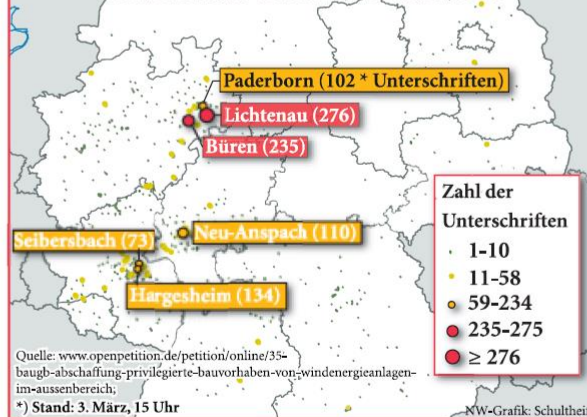 Paderborn (102 * Unterschriften)
Lichtenau (276)
Büren (235)
Seibersbach (73)
Neu-Anspach (110)
Hargesheim (134)
Zahl der
Unterschriften
1-10
11-58
59-234
235-275
≥ 276
Quelle: www.openpetition.de/petition/online/35-
baugb-abschaffung-privilegierte-bauvorhaben-von-windenergieanlagen-
im-aussenbereich;
*) Stand: 3. März, 15 Uhr
NW-Grafik: Schulthei